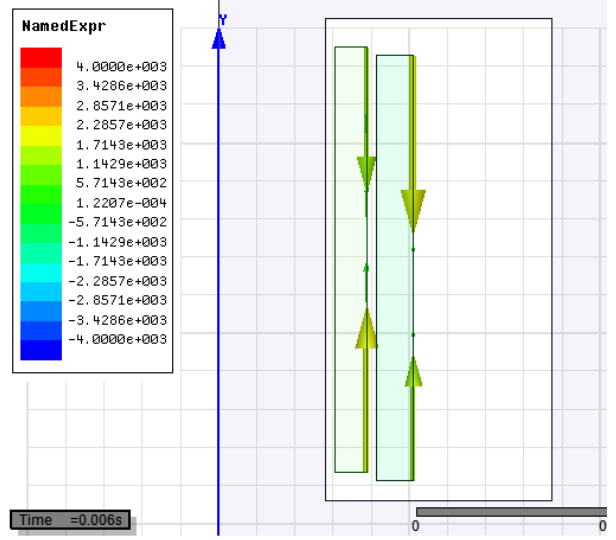 NamedExpr
Y
4.0000e+003
3.4286e+003
2.8571e+003
2.2857e+003
1.7143e+003
1.1429e+003
5.7143e+002
1.2207e-004
-5.7143e+002
-1.1429e+003
-1.7143e+003
-2.2857e+003
-2.8571e+003
-3.4286e+003
-4.0000e+003
Time =0.006s
0
0